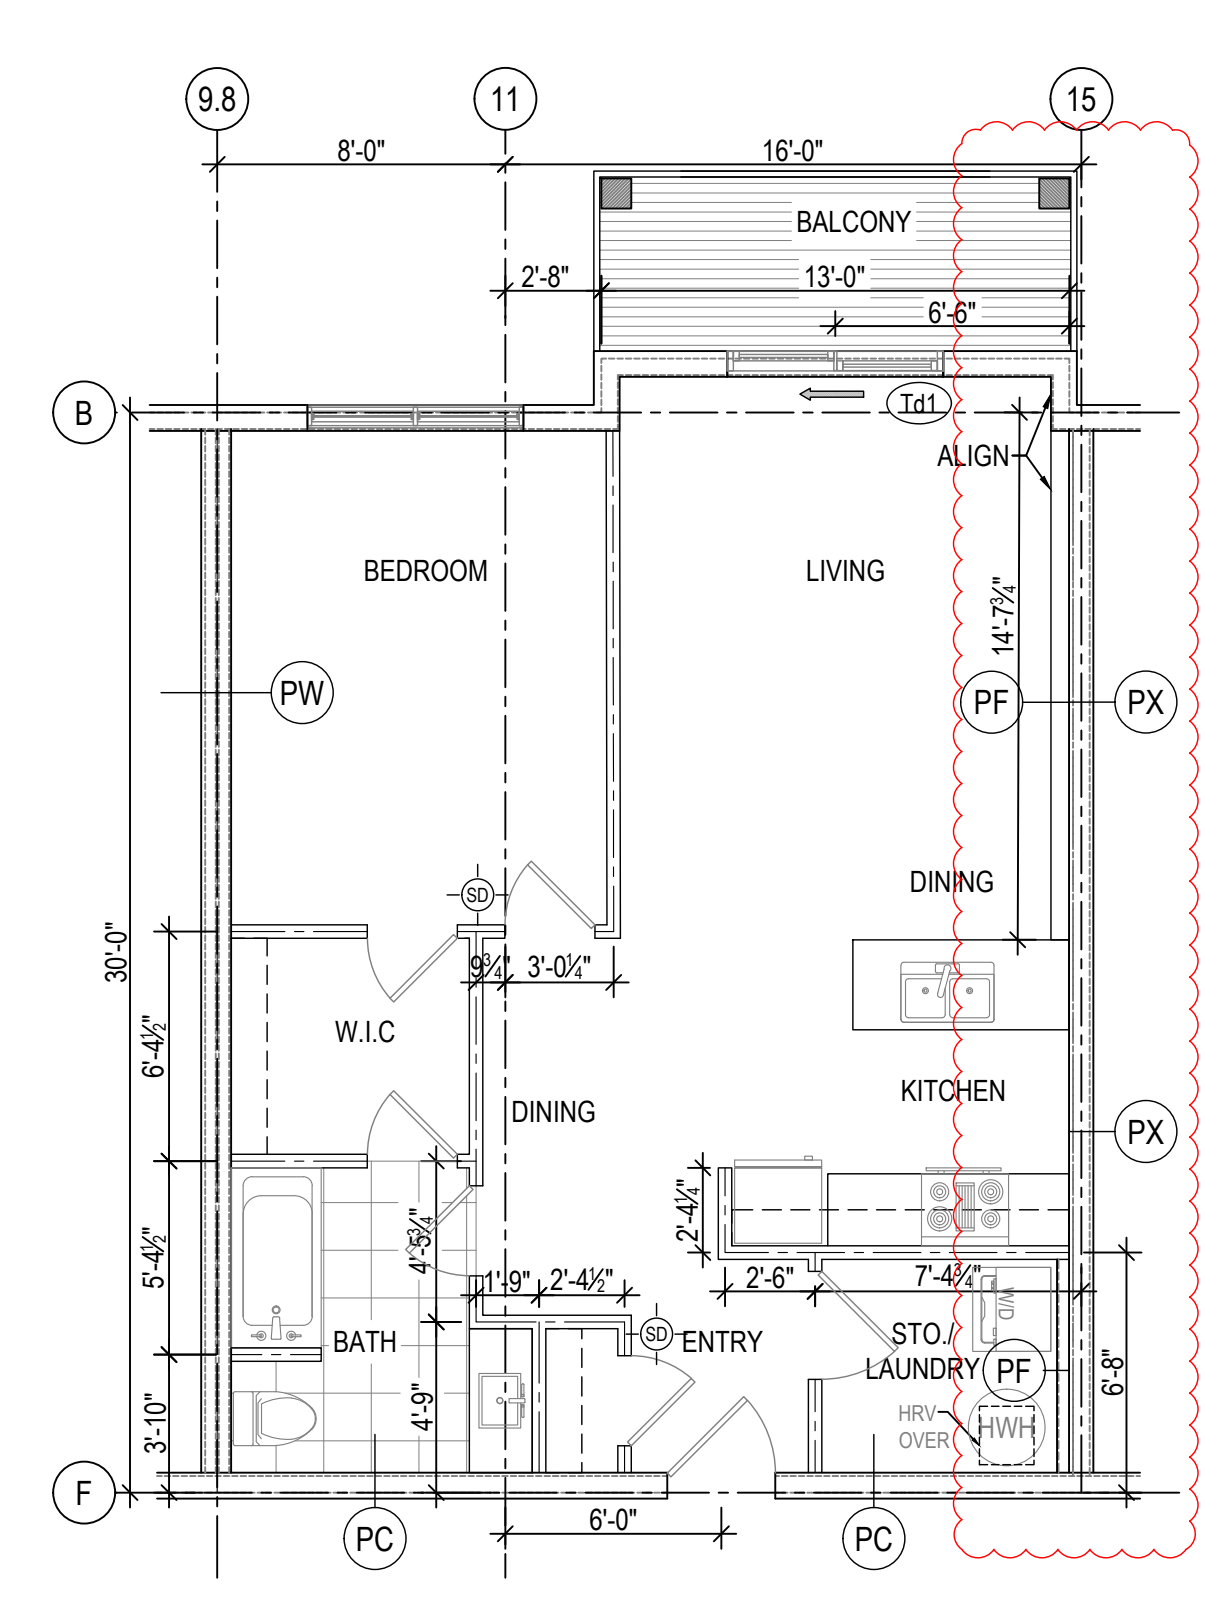 9.8
11
15
8'-0"
16'-0"
BALCONY
2'-8"
13'-0"
6'-6"
B
Td1
ALIGN
BEDROOM
LIVING
14'-7¾"
PW
PF
PX
DINING
SD
30'-0"
9¾"
3'-0¼"
W.I.C
6'-4½"
KITCHEN
DINING
PX
2'-4¼"
4'-5¾"
5'-4½"
1'-9"
2'-4½"
2'-6"
7'-4¾"
W/D
BATH
SD
ENTRY
STO./
LAUNDRY
PF
6'-8"
4'-9"
3'-10"
HRV
OVER
HWH
F
6'-0"
PC
PC